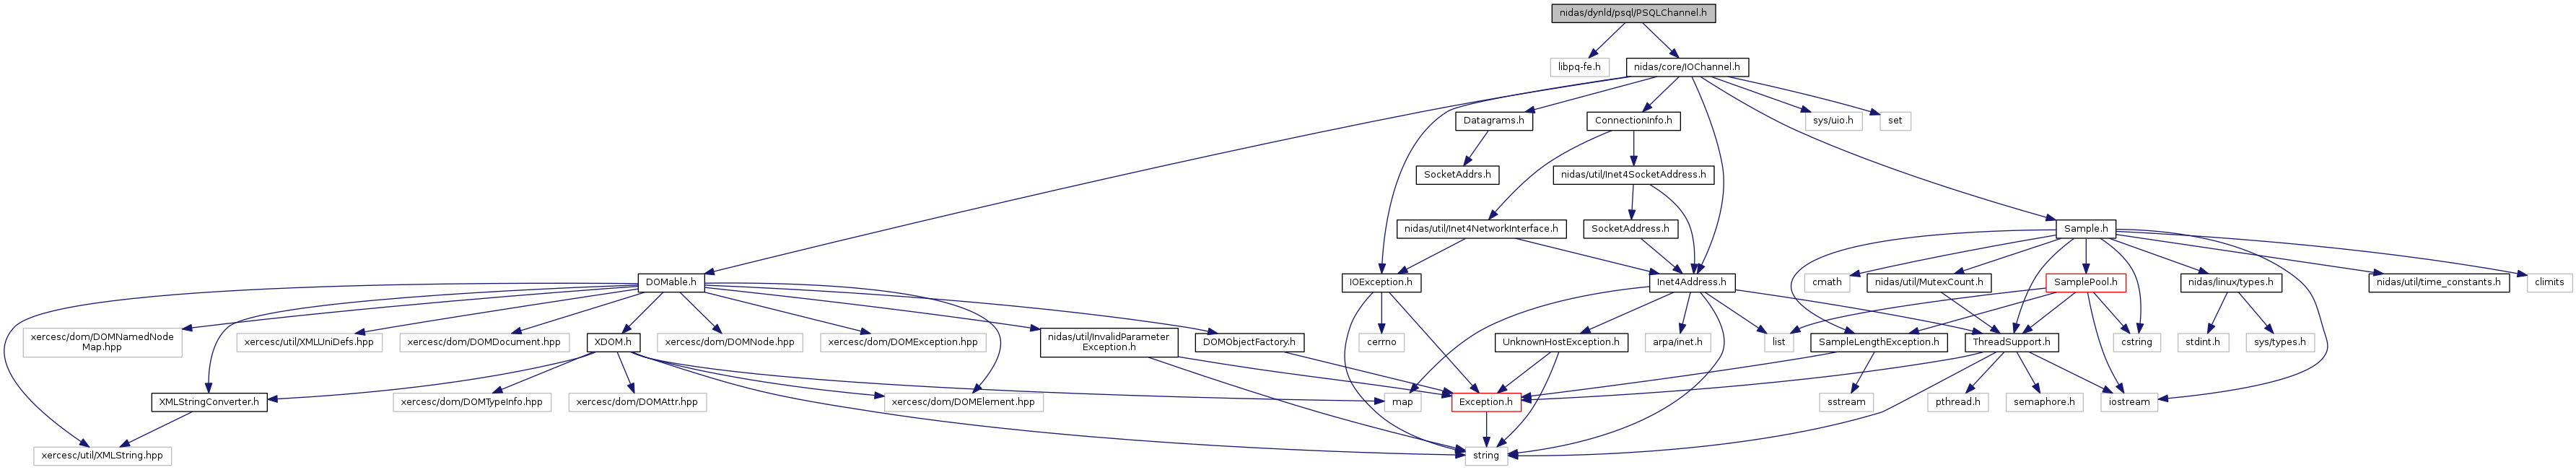 nidas/dynld/psql/PSQLChannel.h
libpq-fe.h
nidas/core/IOChannel.h
Datagrams.h
ConnectionInfo.h
sys/uio.h
set
SocketAddrs.h
nidas/util/Inet4SocketAddress.h
nidas/util/Inet4NetworkInterface.h
SocketAddress.h
Sample.h
DOMable.h
IOException.h
Inet4Address.h
cmath
nidas/util/MutexCount.h
SamplePool.h
nidas/linux/types.h
nidas/util/time_constants.h
climits
xercesc/dom/DOMNamedNode
Map.hpp
xercesc/util/XMLUniDefs.hpp
xercesc/dom/DOMDocument.hpp
XDOM.h
xercesc/dom/DOMNode.hpp
xercesc/dom/DOMException.hpp
nidas/util/InvalidParameter
Exception.h
DOMObjectFactory.h
cerrno
UnknownHostException.h
arpa/inet.h
list
SampleLengthException.h
ThreadSupport.h
cstring
stdint.h
sys/types.h
XMLStringConverter.h
xercesc/dom/DOMTypeInfo.hpp
xercesc/dom/DOMAttr.hpp
xercesc/dom/DOMElement.hpp
map
Exception.h
sstream
pthread.h
semaphore.h
iostream
xercesc/util/XMLString.hpp
string